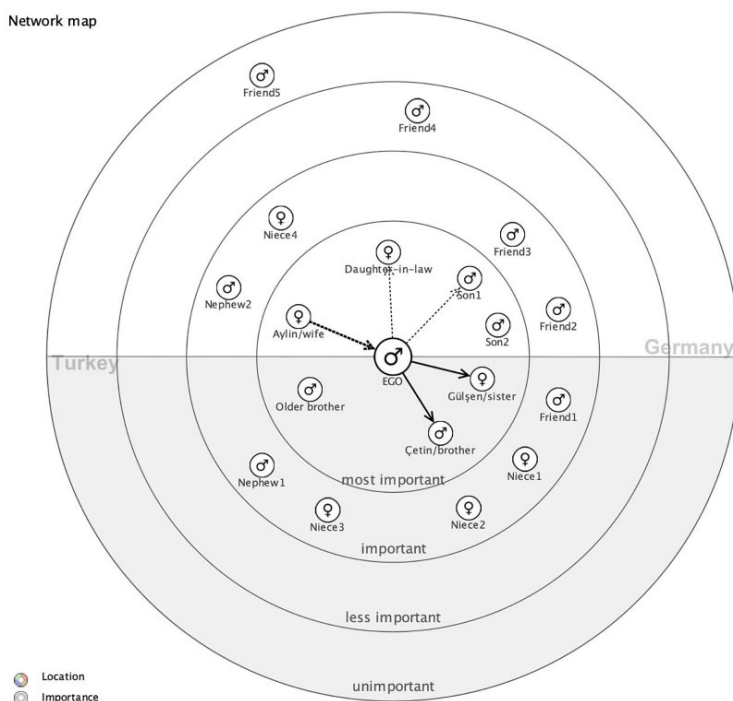 Network map
Friend5
Friend4
Niece4
Friend3
Daughter-in-law
Nephew2
Son1
Friend2
Aylin/wife
Son2
Turkey
Germany
EGO
Gülşen/sister
Older brother
Friend1
Çetin/brother
Nephew1
most important
Niece1
Niece3
Niece2
important
less important
Location
unimportant
Importance